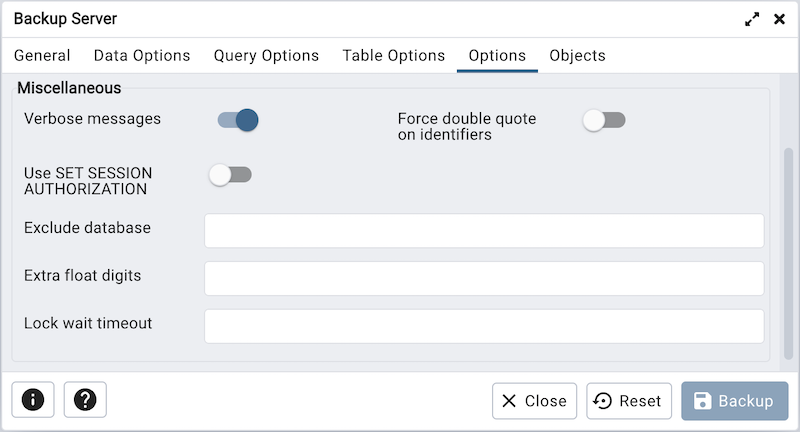 Backup Server
General Data Options Query Options Table Options Options Objects
Miscellaneous
Verbose messages
Force double quote
on identifiers
Use SET SESSION
AUTHORIZATION
Exclude database
Extra float digits
Lock wait timeout
Close Reset Backup